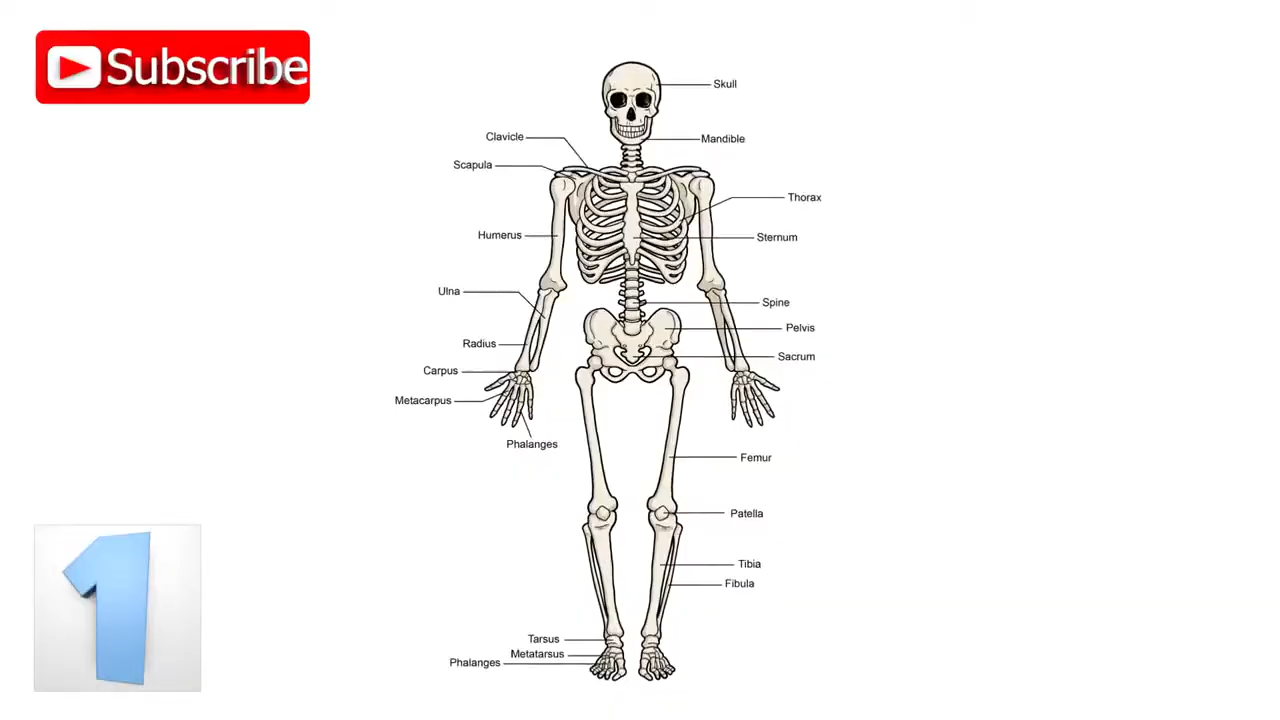 Subscribe
Skull
Clavicle
Mandible
Scapula
Thorax
Humerus
Sternum
Ulna
Spine
Pelvis
Radius
Sacrum
Carpus
Metacarpus
Phalanges
Femur
Patella
Tibia
Fibula
Tarsus
Metatarsus
Phalanges
1